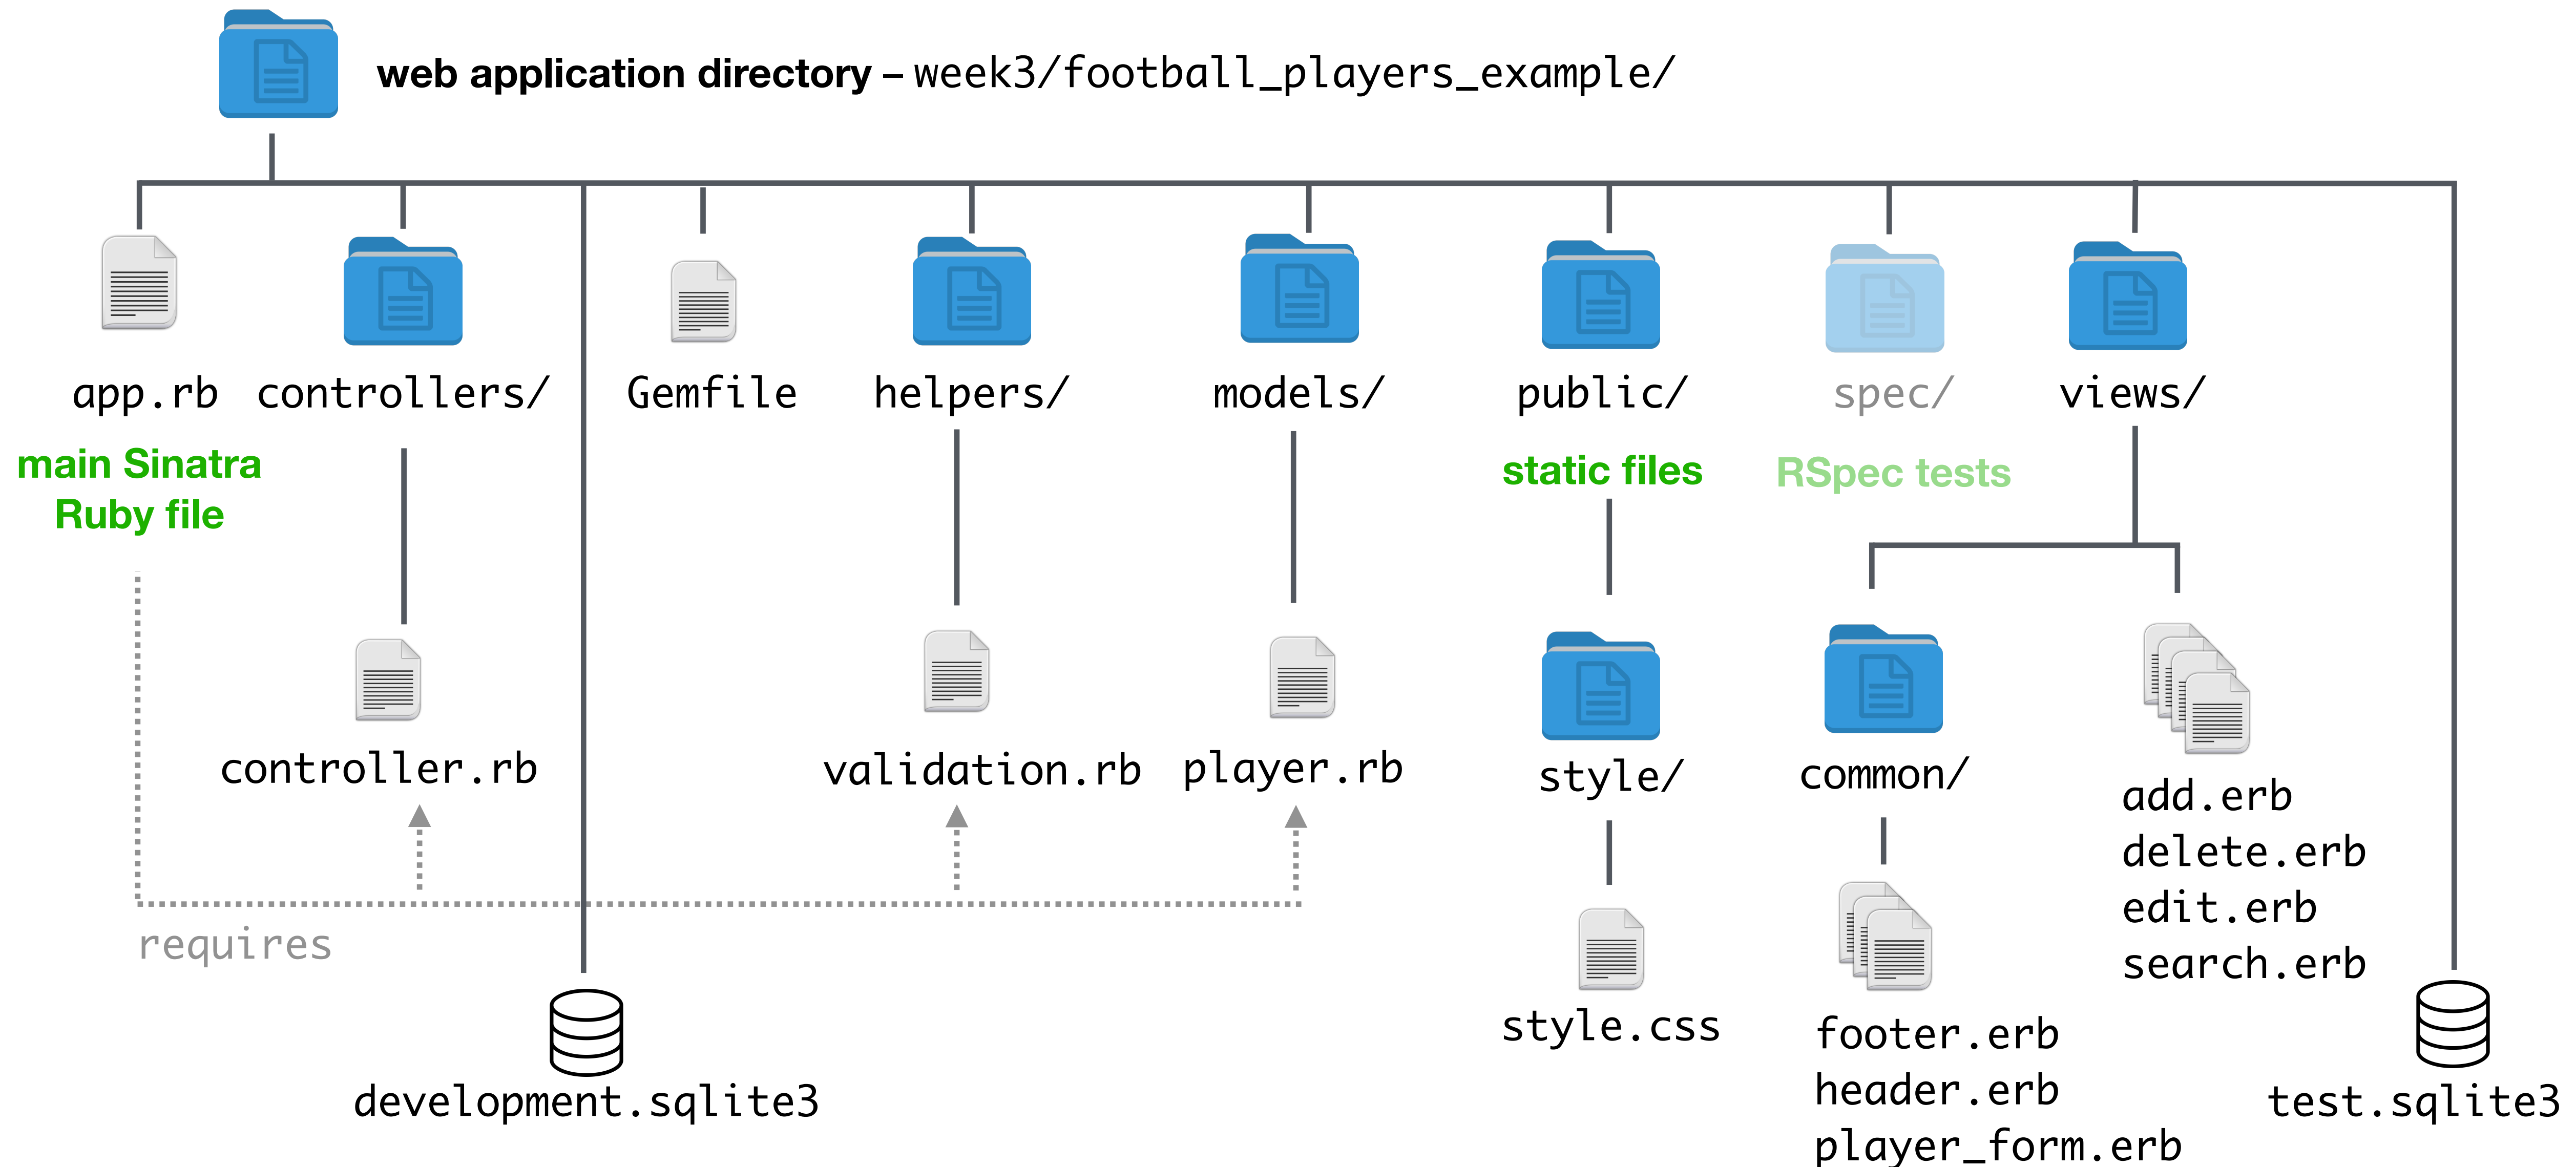 web application directory – week3/football_players_example/
app.rb
controllers/
Gemfile
helpers/
models/
public/
spec/
views/
main Sinatra
Ruby file
static files
RSpec tests
controller.rb
validation.rb
player.rb
style/
common/
add.erb
delete.erb
edit.erb
search.erb
requires
style.css
footer.erb
header.erb
player_form.erb
development.sqlite3
test.sqlite3